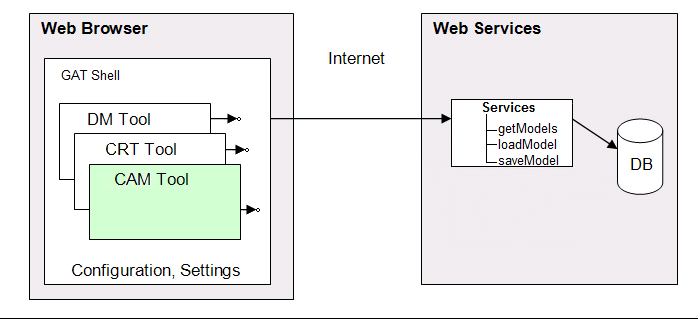 Web Browser
GAT Shell
DM Tool
CRT Tool
CAM Tool
Configuration, Settings
Internet
Web Services
Services
getModels
loadModel
saveModel
DB